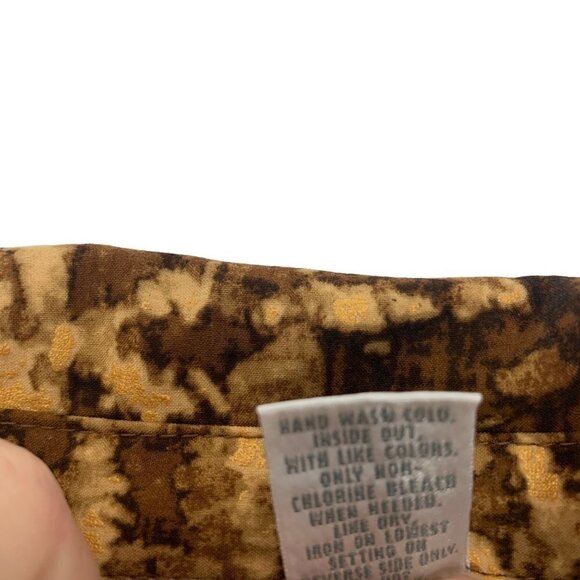 HAND WASH COLD,
INSIDE OUT,
WITH LIKE COLORS.
ONLY NON-
CHLORINE BLEACH
WHEN NEEDED.
LINE DRY.
IRON ON LOWEST
SETTING ON
REVERSE SIDE ONLY.